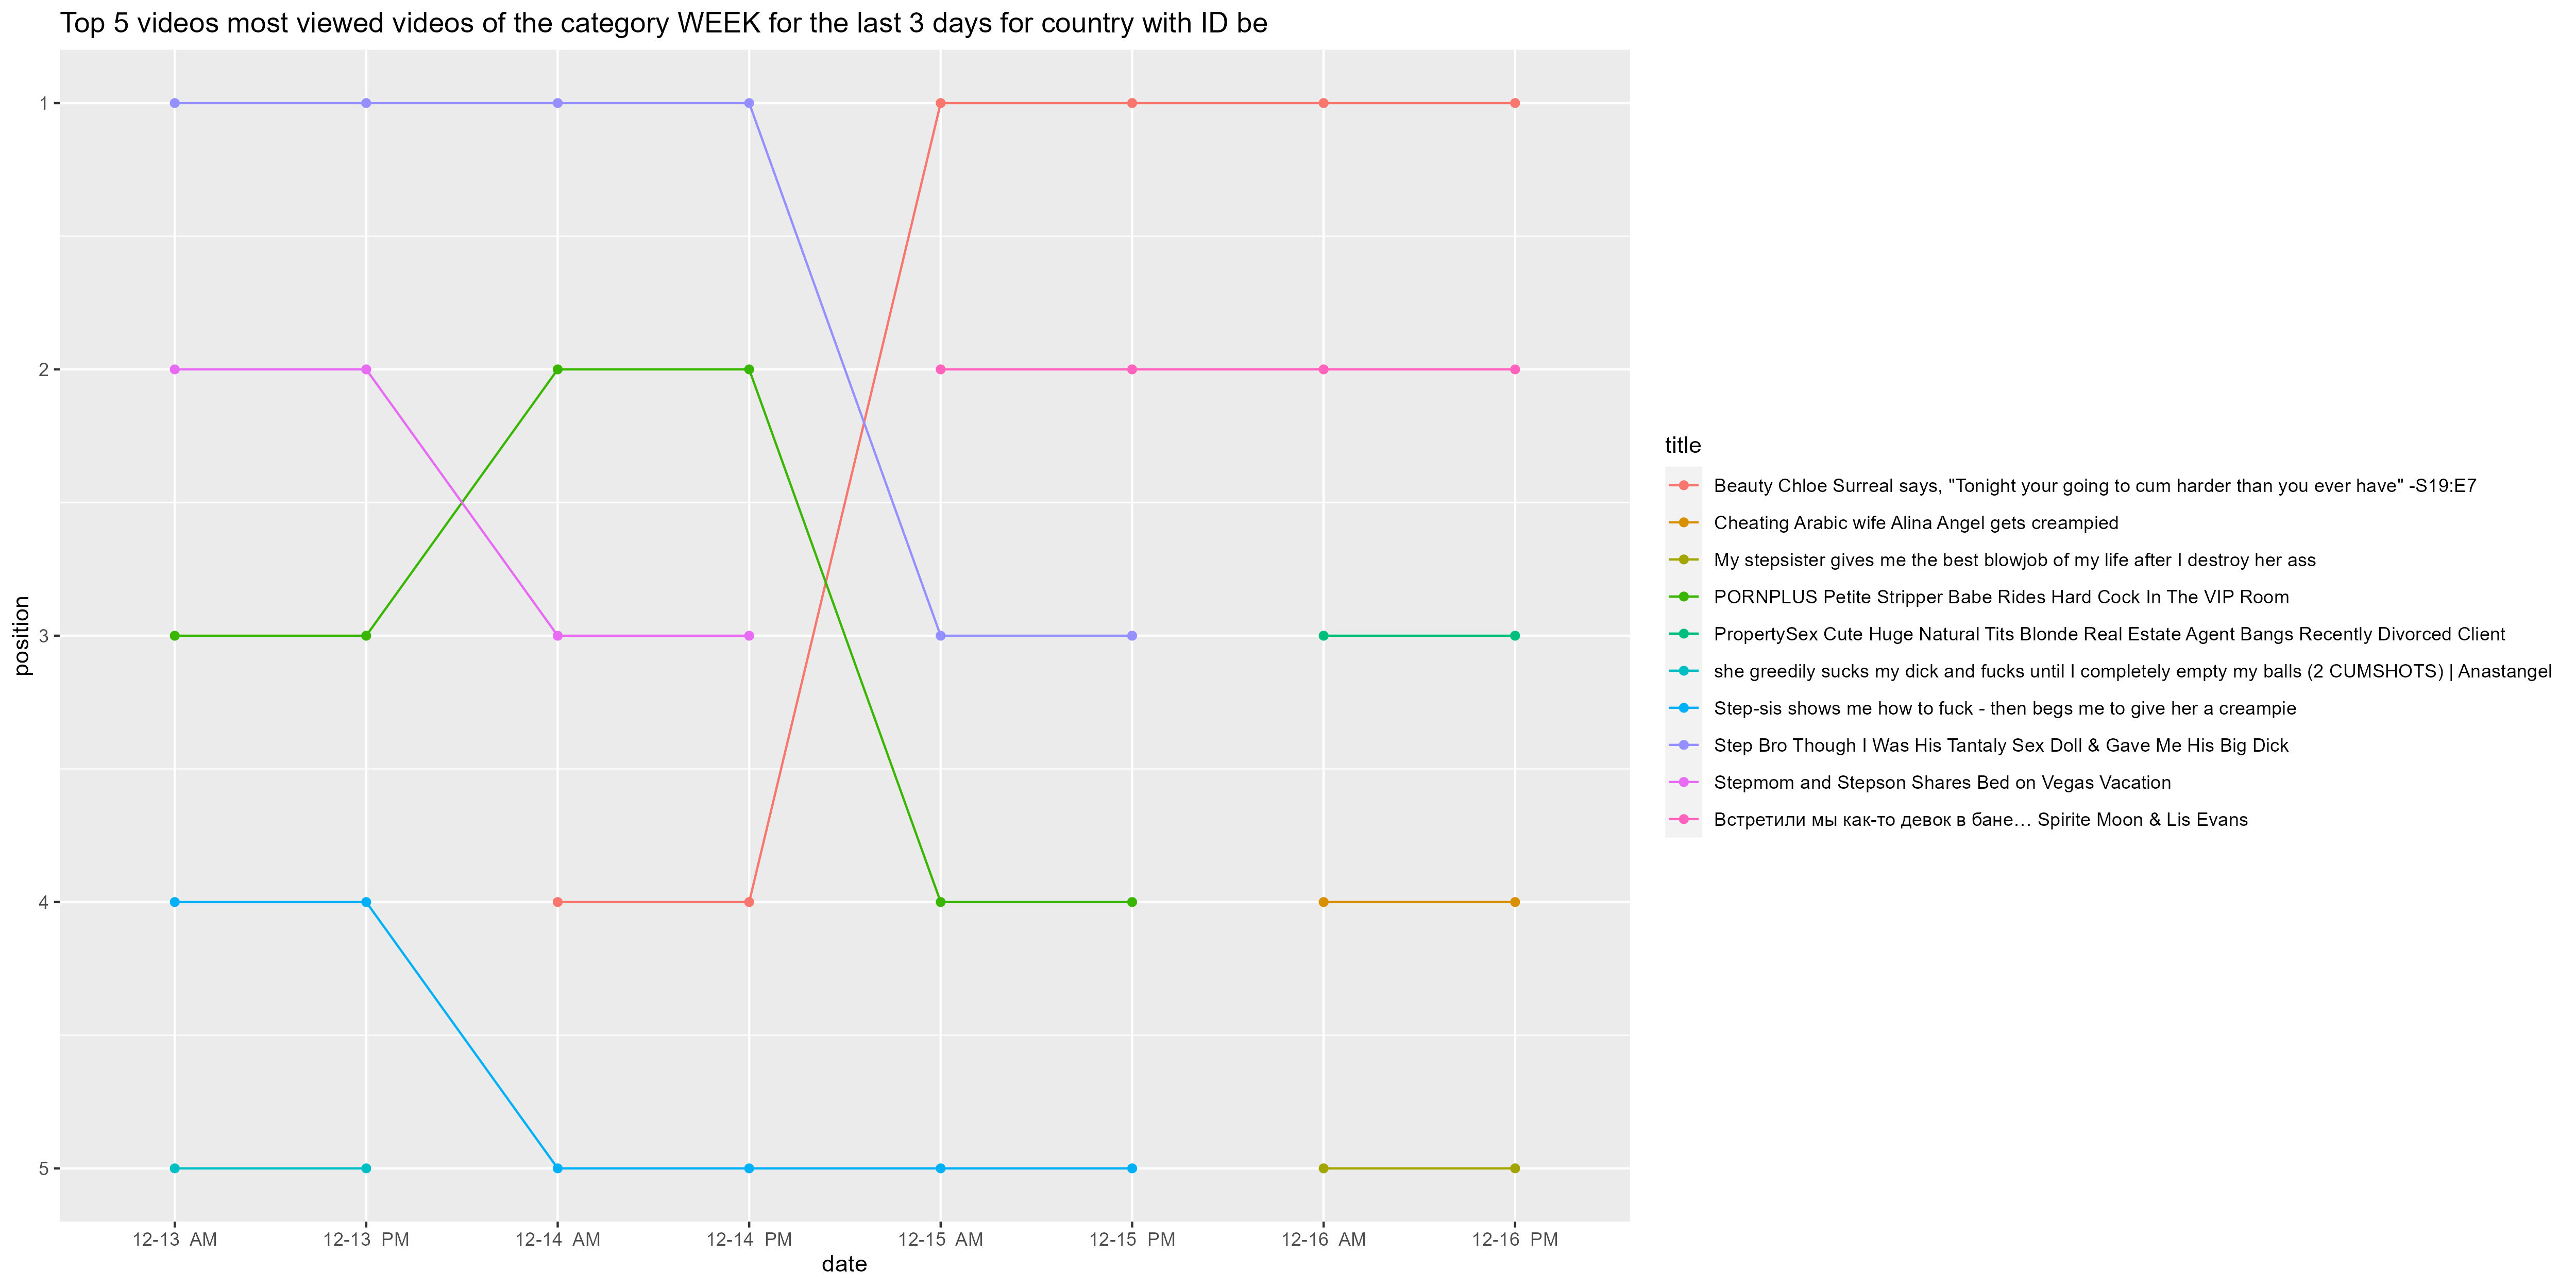 Top 5 videos most viewed videos of the category WEEK for the last 3 days for country with ID be
position
1
2
3
4
5
12-13 AM
12-13 PM
12-14 AM
12-14 PM
12-15 AM
12-15 PM
12-16 AM
12-16 PM
date
title
Beauty Chloe Surreal says, "Tonight your going to cum harder than you ever have" -S19:E7
Cheating Arabic wife Alina Angel gets creampied
My stepsister gives me the best blowjob of my life after I destroy her ass
PORNPLUS Petite Stripper Babe Rides Hard Cock In The VIP Room
PropertySex Cute Huge Natural Tits Blonde Real Estate Agent Bangs Recently Divorced Client
she greedily sucks my dick and fucks until I completely empty my balls (2 CUMSHOTS) | Anastangel
Step-sis shows me how to fuck - then begs me to give her a creampie
Step Bro Though I Was His Tantaly Sex Doll & Gave Me His Big Dick
Stepmom and Stepson Shares Bed on Vegas Vacation
Встретили мы как-то девок в бане… Spirite Moon & Lis Evans